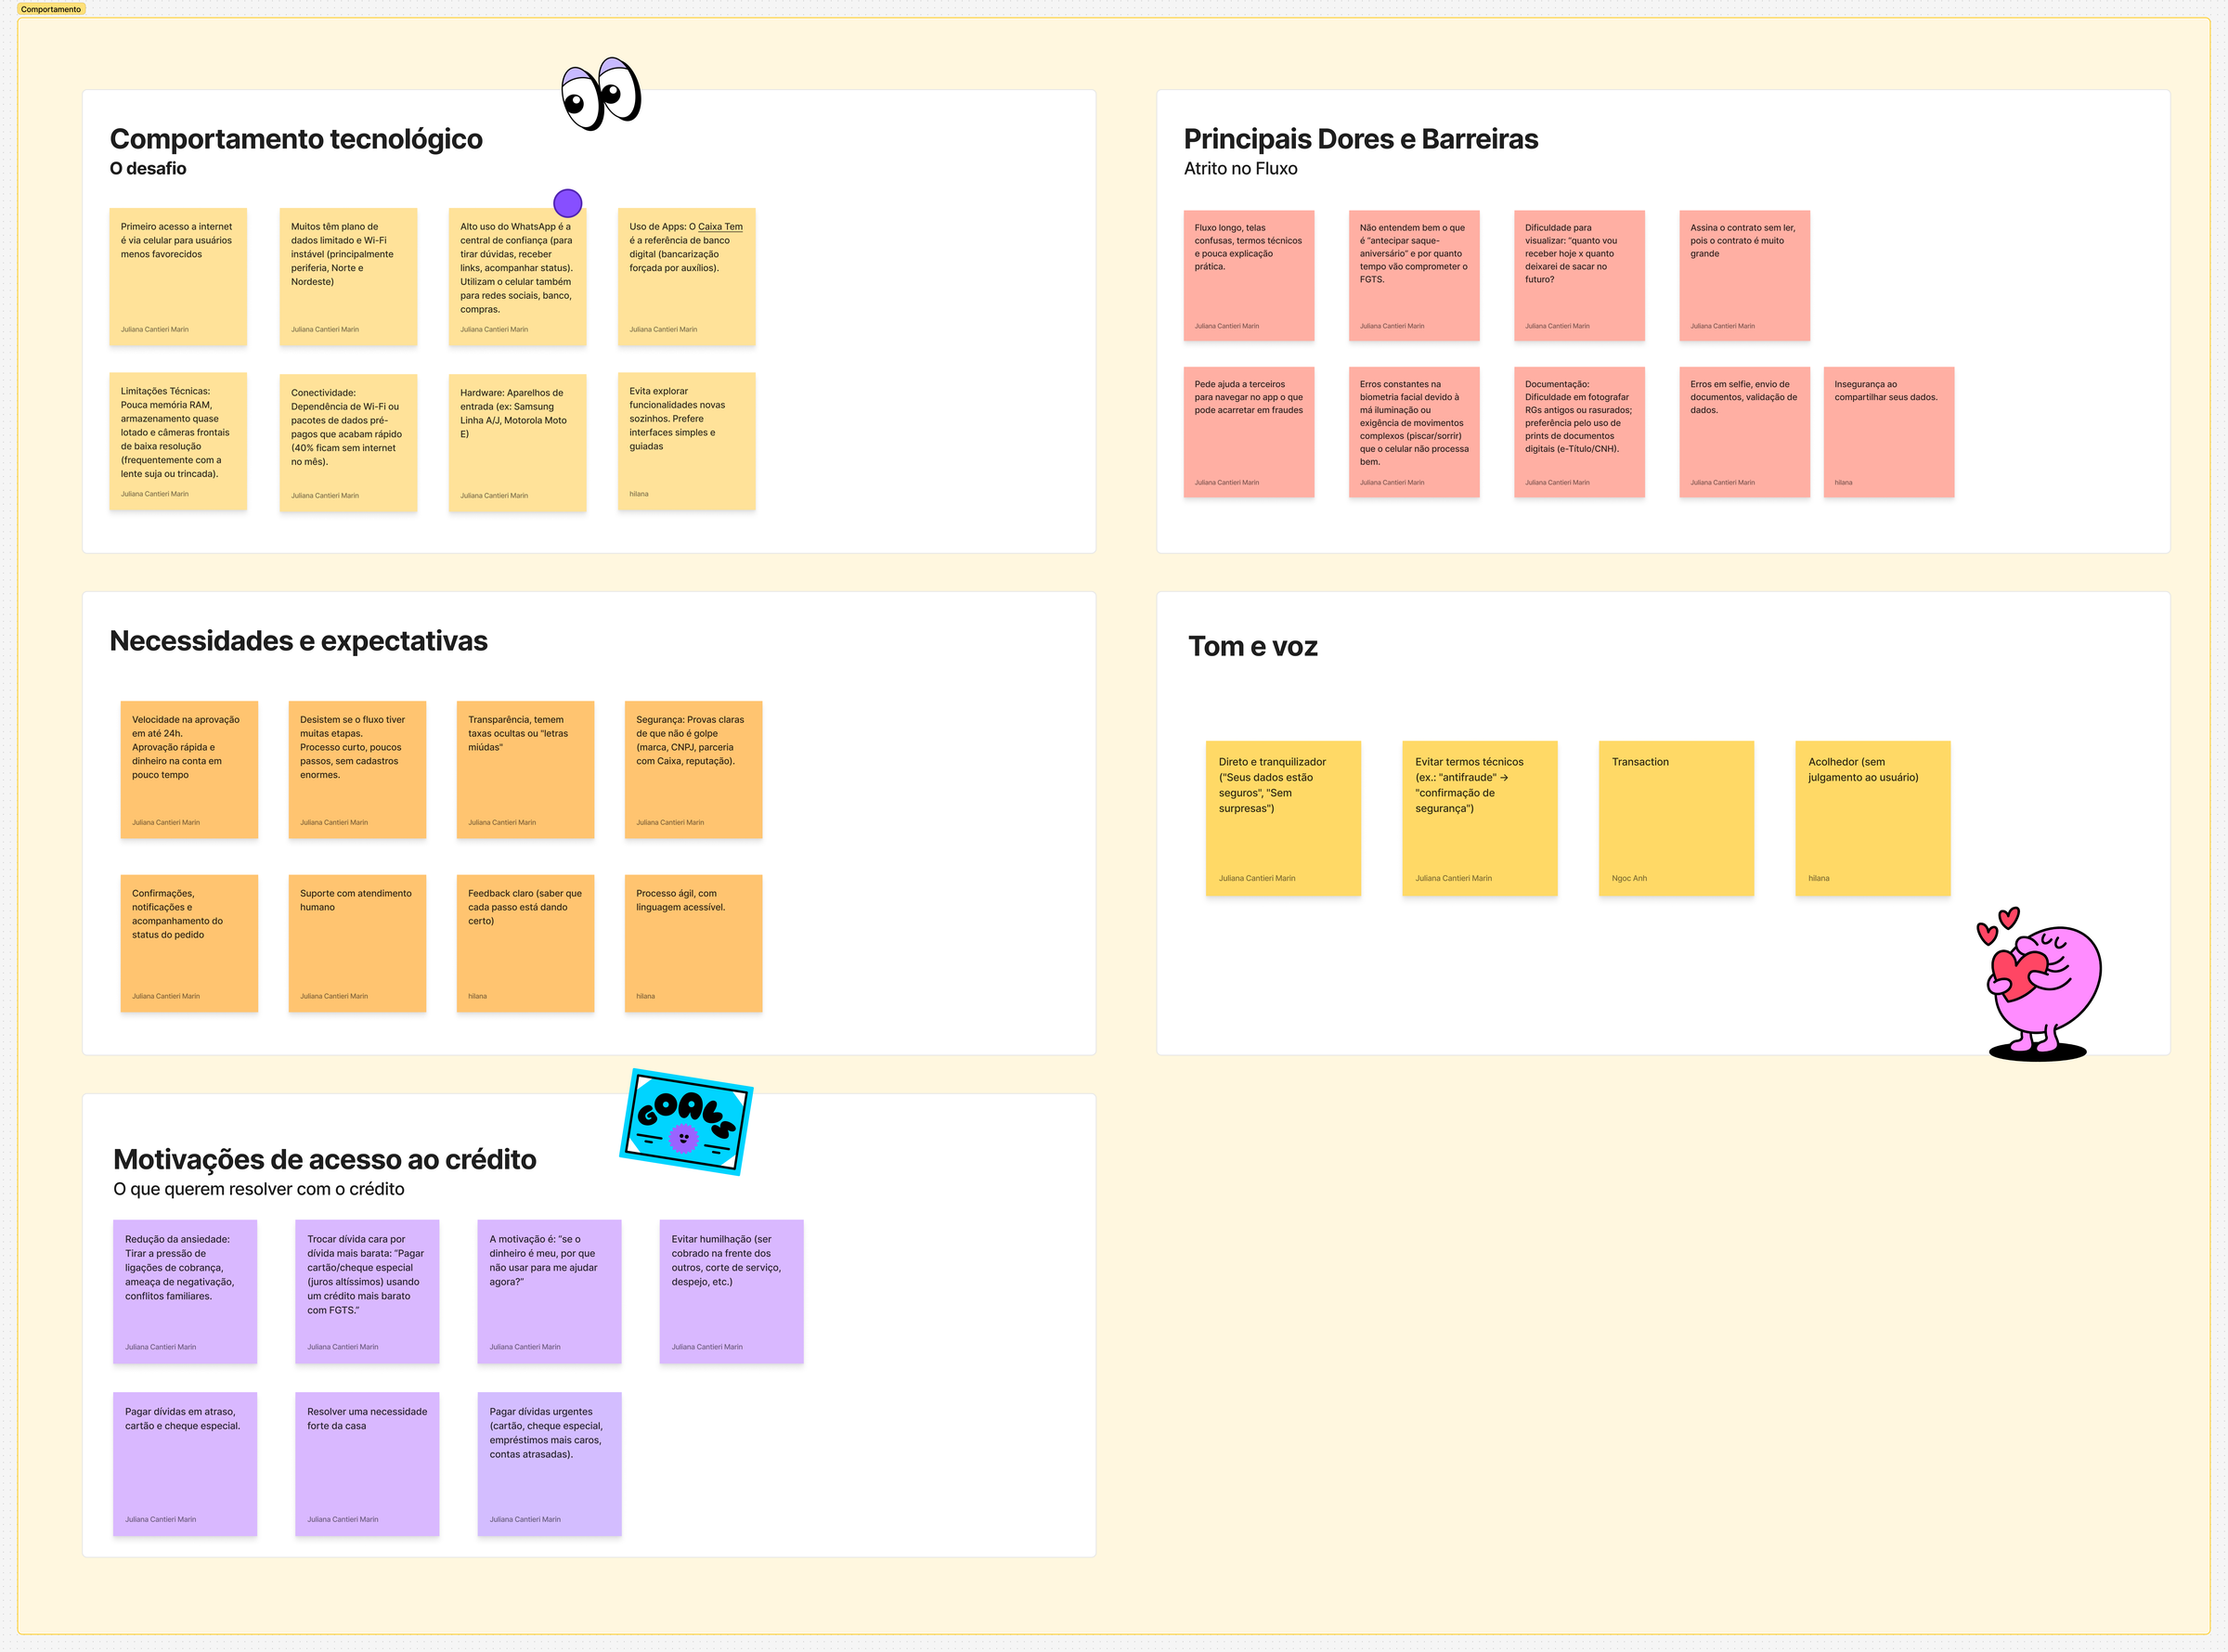 Comportamento
Comportamento tecnológico
O desafio
Primeiro acesso a internet
é via celular para usuários
menos favorecidos
Juliana Cantieri Marin
Muitos têm plano de
dados limitado e Wi-Fi
instável (principalmente
periferia, Norte e
Nordeste)
Juliana Cantieri Marin
Alto uso do WhatsApp é a
central de confiança (para
tirar dúvidas, receber
links, acompanhar status).
Utilizam o celular também
para redes sociais, banco,
compras.
Juliana Cantieri Marin
Uso de Apps: O Caixa Tem
é a referência de banco
digital (bancarização
forçada por auxílios).
Juliana Cantieri Marin
Limitações Técnicas:
Pouca memória RAM,
armazenamento quase
lotado e câmeras frontais
de baixa resolução
(frequentemente com a
lente suja ou trincada).
Juliana Cantieri Marin
Conectividade:
Dependência de Wi-Fi ou
pacotes de dados pré-
pagos que acabam rápido
(40% ficam sem internet
no mês).
Juliana Cantieri Marin
Hardware: Aparelhos de
entrada (ex: Samsung
Linha A/J, Motorola Moto
E)
Juliana Cantieri Marin
Evita explorar
funcionalidades novas
sozinhos. Prefere
interfaces simples e
guiadas
hilana
Principais Dores e Barreiras
Atrito no Fluxo
Fluxo longo, telas
confusas, termos técnicos
e pouca explicação
prática.
Juliana Cantieri Marin
Não entendem bem o que
é "antecipar saque-
aniversário" e por quanto
tempo vão comprometer o
FGTS.
Juliana Cantieri Marin
Dificuldade para
visualizar: "quanto vou
receber hoje x quanto
deixarei de sacar no
futuro?
Juliana Cantieri Marin
Assina o contrato sem ler,
pois o contrato é muito
grande
Juliana Cantieri Marin
Pede ajuda a terceiros
para navegar no app o que
pode acarretar em fraudes
Juliana Cantieri Marin
Erros constantes na
biometria facial devido à
má iluminação ou
exigência de movimentos
complexos (piscar/sorrir)
que o celular não processa
bem.
Juliana Cantieri Marin
Documentação:
Dificuldade em fotografar
RGs antigos ou rasurados;
preferência pelo uso de
prints de documentos
digitais (e-Título/CNH).
Juliana Cantieri Marin
Erros em selfie, envio de
documentos, validação de
dados.
Juliana Cantieri Marin
Insegurança ao
compartilhar seus dados.
hilana
Necessidades e expectativas
Velocidade na aprovação
em até 24h.
Aprovação rápida e
dinheiro na conta em
pouco tempo
Juliana Cantieri Marin
Desistem se o fluxo tiver
muitas etapas.
Processo curto, poucos
passos, sem cadastros
enormes.
Juliana Cantieri Marin
Transparência, temem
taxas ocultas ou "letras
miúdas"
Juliana Cantieri Marin
Segurança: Provas claras
de que não é golpe
(marca, CNPJ, parceria
com Caixa, reputação).
Juliana Cantieri Marin
Confirmações,
notificações e
acompanhamento do
status do pedido
Juliana Cantieri Marin
Suporte com atendimento
humano
Juliana Cantieri Marin
Feedback claro (saber que
cada passo está dando
certo)
hilana
Processo ágil, com
linguagem acessível.
hilana
Tom e voz
Direto e tranquilizador
("Seus dados estão
seguros", "Sem
surpresas")
Juliana Cantieri Marin
Evitar termos técnicos
(ex.: "antifraude" →
"confirmação de
segurança")
Juliana Cantieri Marin
Transaction
Ngoc Anh
Acolhedor (sem
julgamento ao usuário)
hilana
GOALS
Motivações de acesso ao crédito
O que querem resolver com o crédito
Redução da ansiedade:
Tirar a pressão de
ligações de cobrança,
ameaça de negativação,
conflitos familiares.
Juliana Cantieri Marin
Trocar dívida cara por
dívida mais barata: "Pagar
cartão/cheque especial
(juros altíssimos) usando
um crédito mais barato
com FGTS."
Juliana Cantieri Marin
A motivação é: "se o
dinheiro é meu, por que
não usar para me ajudar
agora?"
Juliana Cantieri Marin
Evitar humilhação (ser
cobrado na frente dos
outros, corte de serviço,
despejo, etc.)
Juliana Cantieri Marin
Pagar dívidas em atraso,
cartão e cheque especial.
Juliana Cantieri Marin
Resolver uma necessidade
forte da casa
Juliana Cantieri Marin
Pagar dívidas urgentes
(cartão, cheque especial,
empréstimos mais caros,
contas atrasadas).
Juliana Cantieri Marin